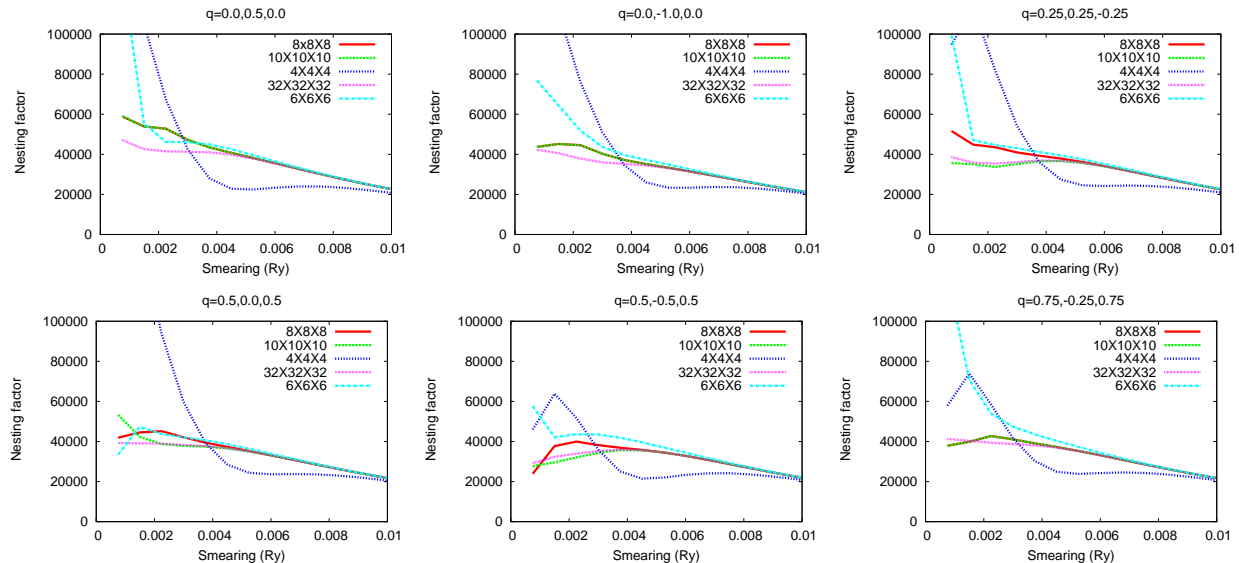 q=0.0,0.5,0.0
100000
80000
60000
40000
20000
0
Nesting factor
8x8X8
10X10X10
4X4X4
32X32X32
6X6X6
0 0.002 0.004 0.006 0.008 0.01
Smearing (Ry)
q=0.0,-1.0,0.0
100000
80000
60000
40000
20000
0
Nesting factor
8X8X8
10X10X10
4X4X4
32X32X32
6X6X6
0 0.002 0.004 0.006 0.008 0.01
Smearing (Ry)
q=0.25,0.25,-0.25
100000
80000
60000
40000
20000
0
Nesting factor
8X8X8
10X10X10
4X4X4
32X32X32
6X6X6
0 0.002 0.004 0.006 0.008 0.01
Smearing (Ry)
q=0.5,0.0,0.5
100000
80000
60000
40000
20000
0
Nesting factor
8X8X8
10X10X10
4X4X4
32X32X32
6X6X6
0 0.002 0.004 0.006 0.008 0.01
Smearing (Ry)
q=0.5,-0.5,0.5
100000
80000
60000
40000
20000
0
Nesting factor
8X8X8
10X10X10
4X4X4
32X32X32
6X6X6
0 0.002 0.004 0.006 0.008 0.01
Smearing (Ry)
q=0.75,-0.25,0.75
100000
80000
60000
40000
20000
0
Nesting factor
8X8X8
10X10X10
4X4X4
32X32X32
6X6X6
0 0.002 0.004 0.006 0.008 0.01
Smearing (Ry)